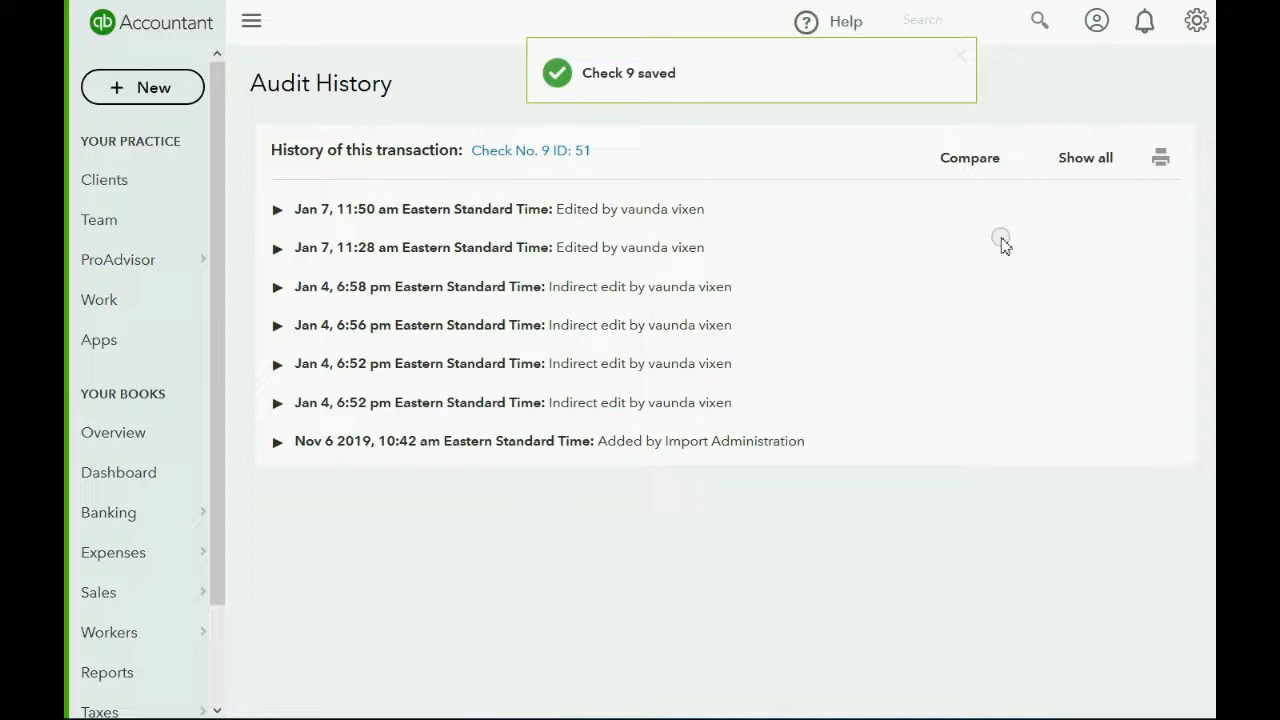 qb Accountant
? Help
Search
Check 9 saved
+ New
Audit History
YOUR PRACTICE
Clients
Team
ProAdvisor
Work
Apps
YOUR BOOKS
Overview
Dashboard
Banking
Expenses
Sales
Workers
Reports
Taxes
History of this transaction: Check No. 9 ID: 51
Compare
Show all
Jan 7, 11:50 am Eastern Standard Time: Edited by vaunda vixen
Jan 7, 11:28 am Eastern Standard Time: Edited by vaunda vixen
Jan 4, 6:58 pm Eastern Standard Time: Indirect edit by vaunda vixen
Jan 4, 6:56 pm Eastern Standard Time: Indirect edit by vaunda vixen
Jan 4, 6:52 pm Eastern Standard Time: Indirect edit by vaunda vixen
Jan 4, 6:52 pm Eastern Standard Time: Indirect edit by vaunda vixen
Nov 6 2019, 10:42 am Eastern Standard Time: Added by Import Administration